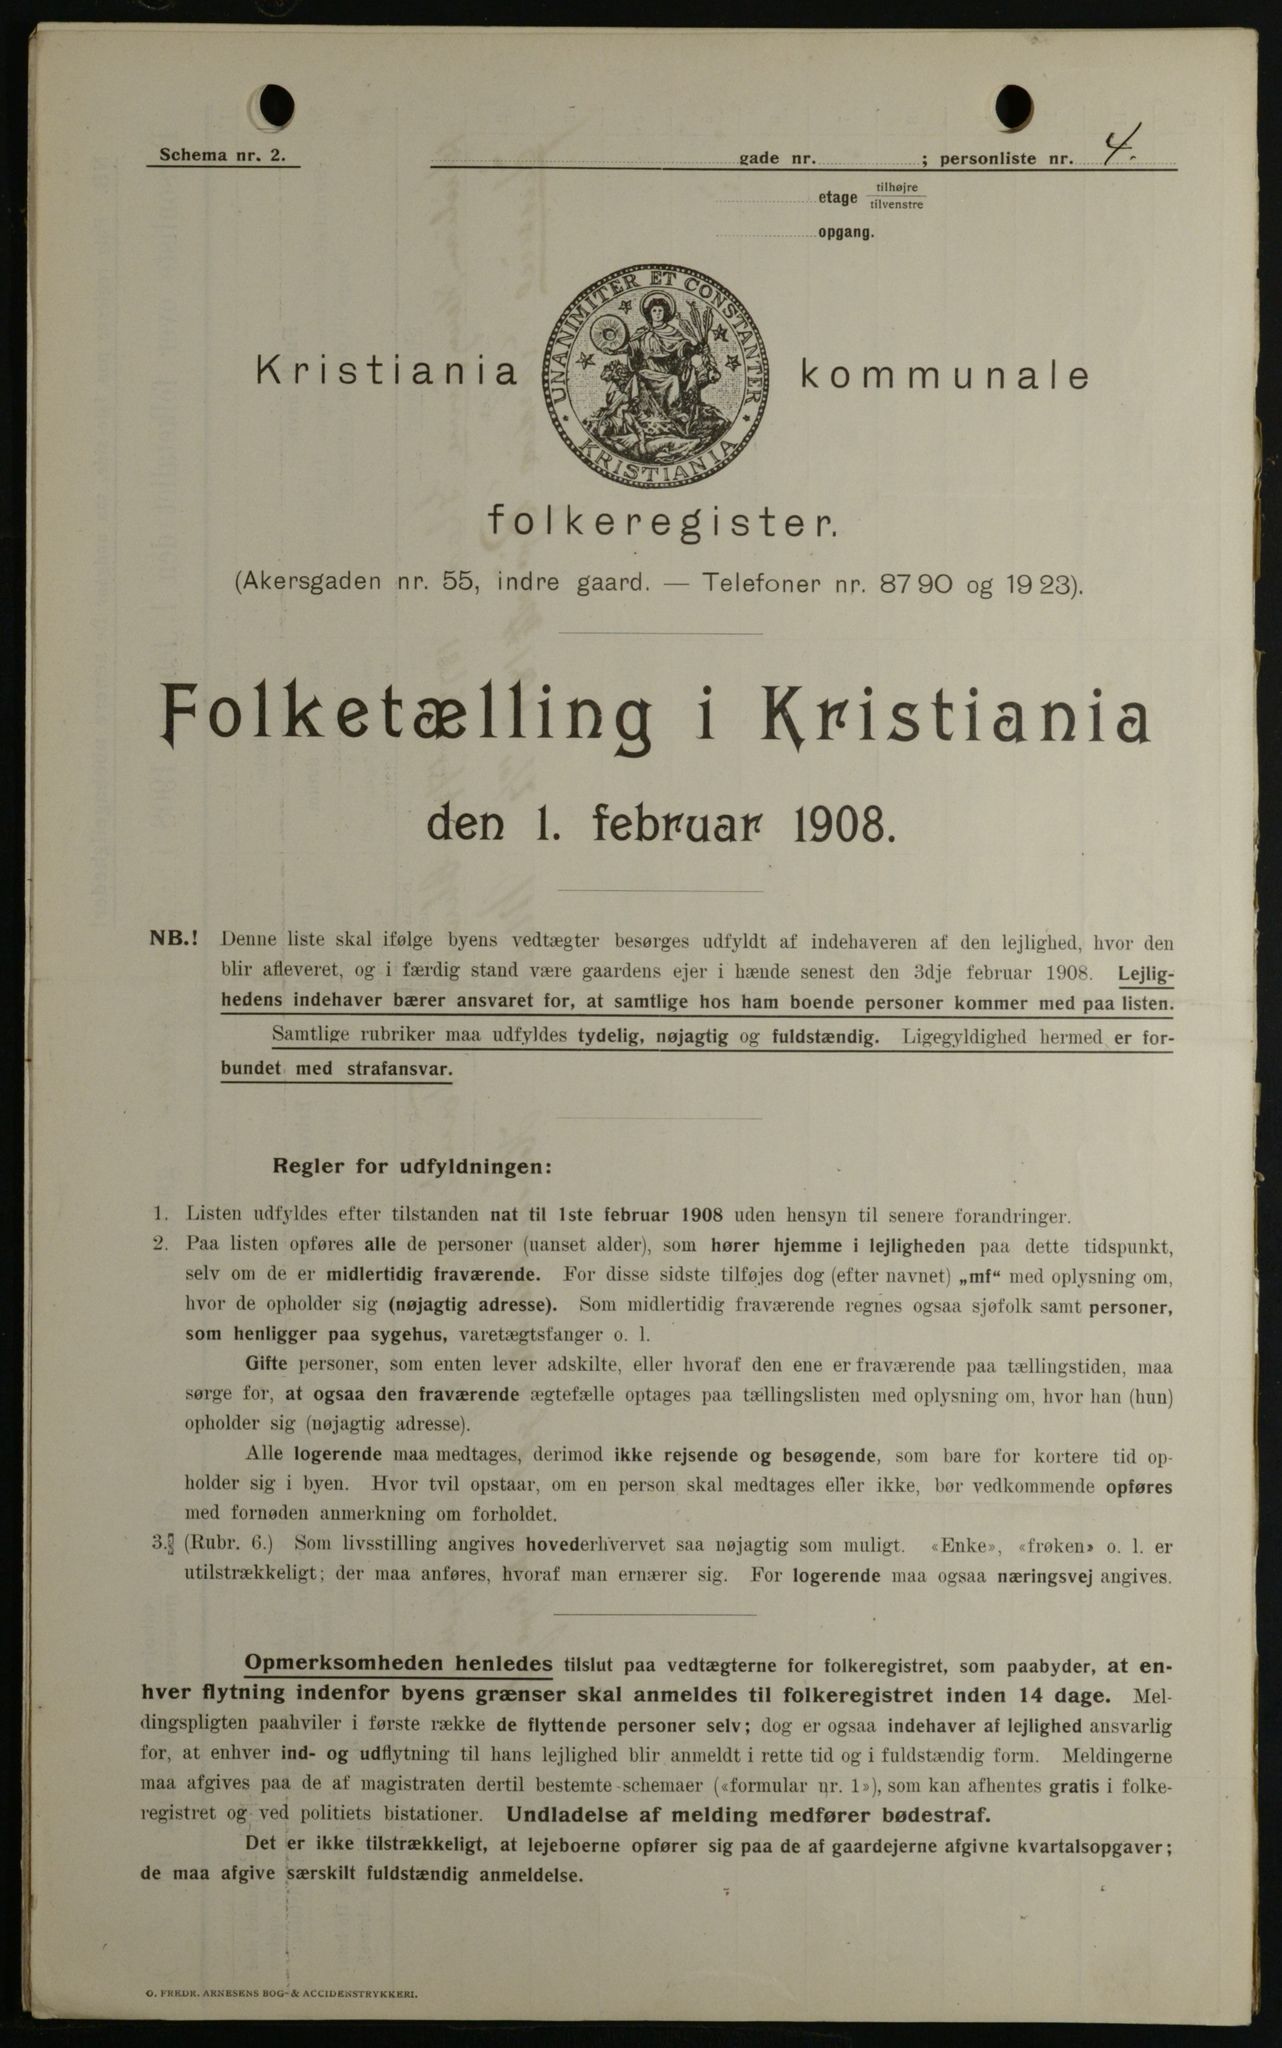 Schema nr. 2.
gade nr. ; personliste nr. 4.
etage tilhøjre
tilvenstre
opgang.
UNANIMITER ET CONSTANTER
KRISTIANIA
Kristiania kommunale
folkeregister.
(Akersgaden nr. 55, indre gaard. — Telefoner nr. 8790 og 1923).
Folketælling i Kristiania
den 1. februar 1908.
NB.! Denne liste skal ifølge byens vedtægter besørges udfyldt af indehaveren af den lejlighed, hvor den
blir afleveret, og i færdig stand være gaardens ejer i hænde senest den 3dje februar 1908. Lejlig-
hedens indehaver bærer ansvaret for, at samtlige hos ham boende personer kommer med paa listen.
Samtlige rubriker maa udfyldes tydelig, nøjagtig og fuldstændig. Ligegyldighed hermed er for-
bundet med strafansvar.
Regler for udfyldningen:
1. Listen udfyldes efter tilstanden nat til 1ste februar 1908 uden hensyn til senere forandringer.
2. Paa listen opføres alle de personer (uanset alder), som hører hjemme i lejligheden paa dette tidspunkt,
selv om de er midlertidig fraværende. For disse sidste tilføjes dog (efter navnet) „mf“ med oplysning om,
hvor de opholder sig (nøjagtig adresse). Som midlertidig fraværende regnes ogsaa sjøfolk samt personer,
som henligger paa sygehus, varetægtsfanger o. l.
Gifte personer, som enten lever adskilte, eller hvoraf den ene er fraværende paa tællingstiden, maa
sørge for, at ogsaa den fraværende ægtefælle optages paa tællingslisten med oplysning om, hvor han (hun)
opholder sig (nøjagtig adresse).
Alle logerende maa medtages, derimod ikke rejsende og besøgende, som bare for kortere tid op-
holder sig i byen. Hvor tvil opstaar, om en person skal medtages eller ikke, bør vedkommende opføres
med fornøden anmerkning om forholdet.
3. (Rubr. 6.) Som livsstilling angives hovederhvervet saa nøjagtig som muligt. «Enke», «frøken» o. l. er
utilstrækkeligt; der maa anføres, hvoraf man ernærer sig. For logerende maa ogsaa næringsvej angives.
Opmerksomheden henledes tilslut paa vedtægterne for folkeregistret, som paabyder, at en-
hver flytning indenfor byens grænser skal anmeldes til folkeregistret inden 14 dage. Mel-
dingspligten paahviler i første række de flyttende personer selv; dog er ogsaa indehaver af lejlighed ansvarlig
for, at enhver ind- og udflytning til hans lejlighed blir anmeldt i rette tid og i fuldstændig form. Meldingerne
maa afgives paa de af magistraten dertil bestemte schemaer («formular nr. 1»), som kan afhentes gratis i folke-
registret og ved politiets bistationer. Undladelse af melding medfører bødestraf.
Det er ikke tilstrækkeligt, at lejeboerne opfører sig paa de af gaardejerne afgivne kvartalsopgaver;
de maa afgive særskilt fuldstændig anmeldelse.
O. FREDR. ARNESENS BOG- & ACCIDENSTRYKKERI.